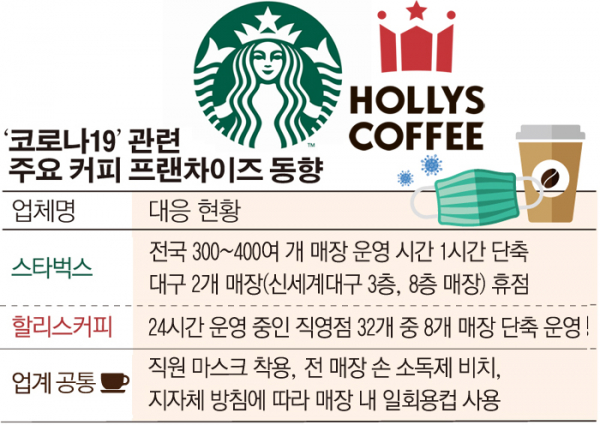 HOLLYS
COFFEE
TM
‘코로나19’ 관련
주요 커피 프랜차이즈 동향
업체명 대응 현황
스타벅스 전국 300~400여 개 매장 운영 시간 1시간 단축
대구 2개 매장(신세계대구 3층, 8층 매장) 휴점
할리스커피 24시간 운영 중인 직영점 32개 중 8개 매장 단축 운영!
업계 공통 직원 마스크 착용, 전 매장 손 소독제 비치,
지자체 방침에 따라 매장 내 일회용컵 사용